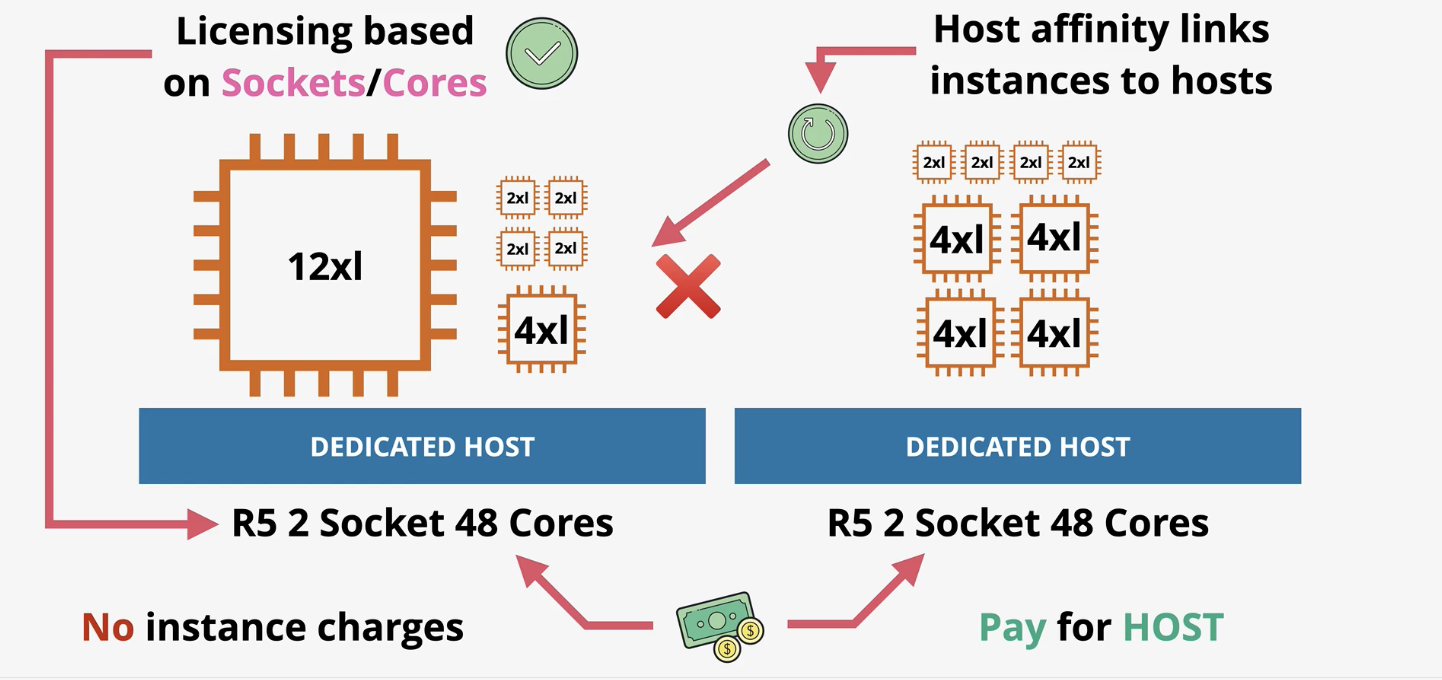 Licensing based
on Sockets/Cores
Host affinity links
instances to hosts
12xl
2xl 2xl
2xl 2xl
4xl
2xl 2xl 2xl 2xl
4xl 4xl
4xl 4xl
DEDICATED HOST
DEDICATED HOST
R5 2 Socket 48 Cores
R5 2 Socket 48 Cores
No instance charges
$
$
Pay for HOST